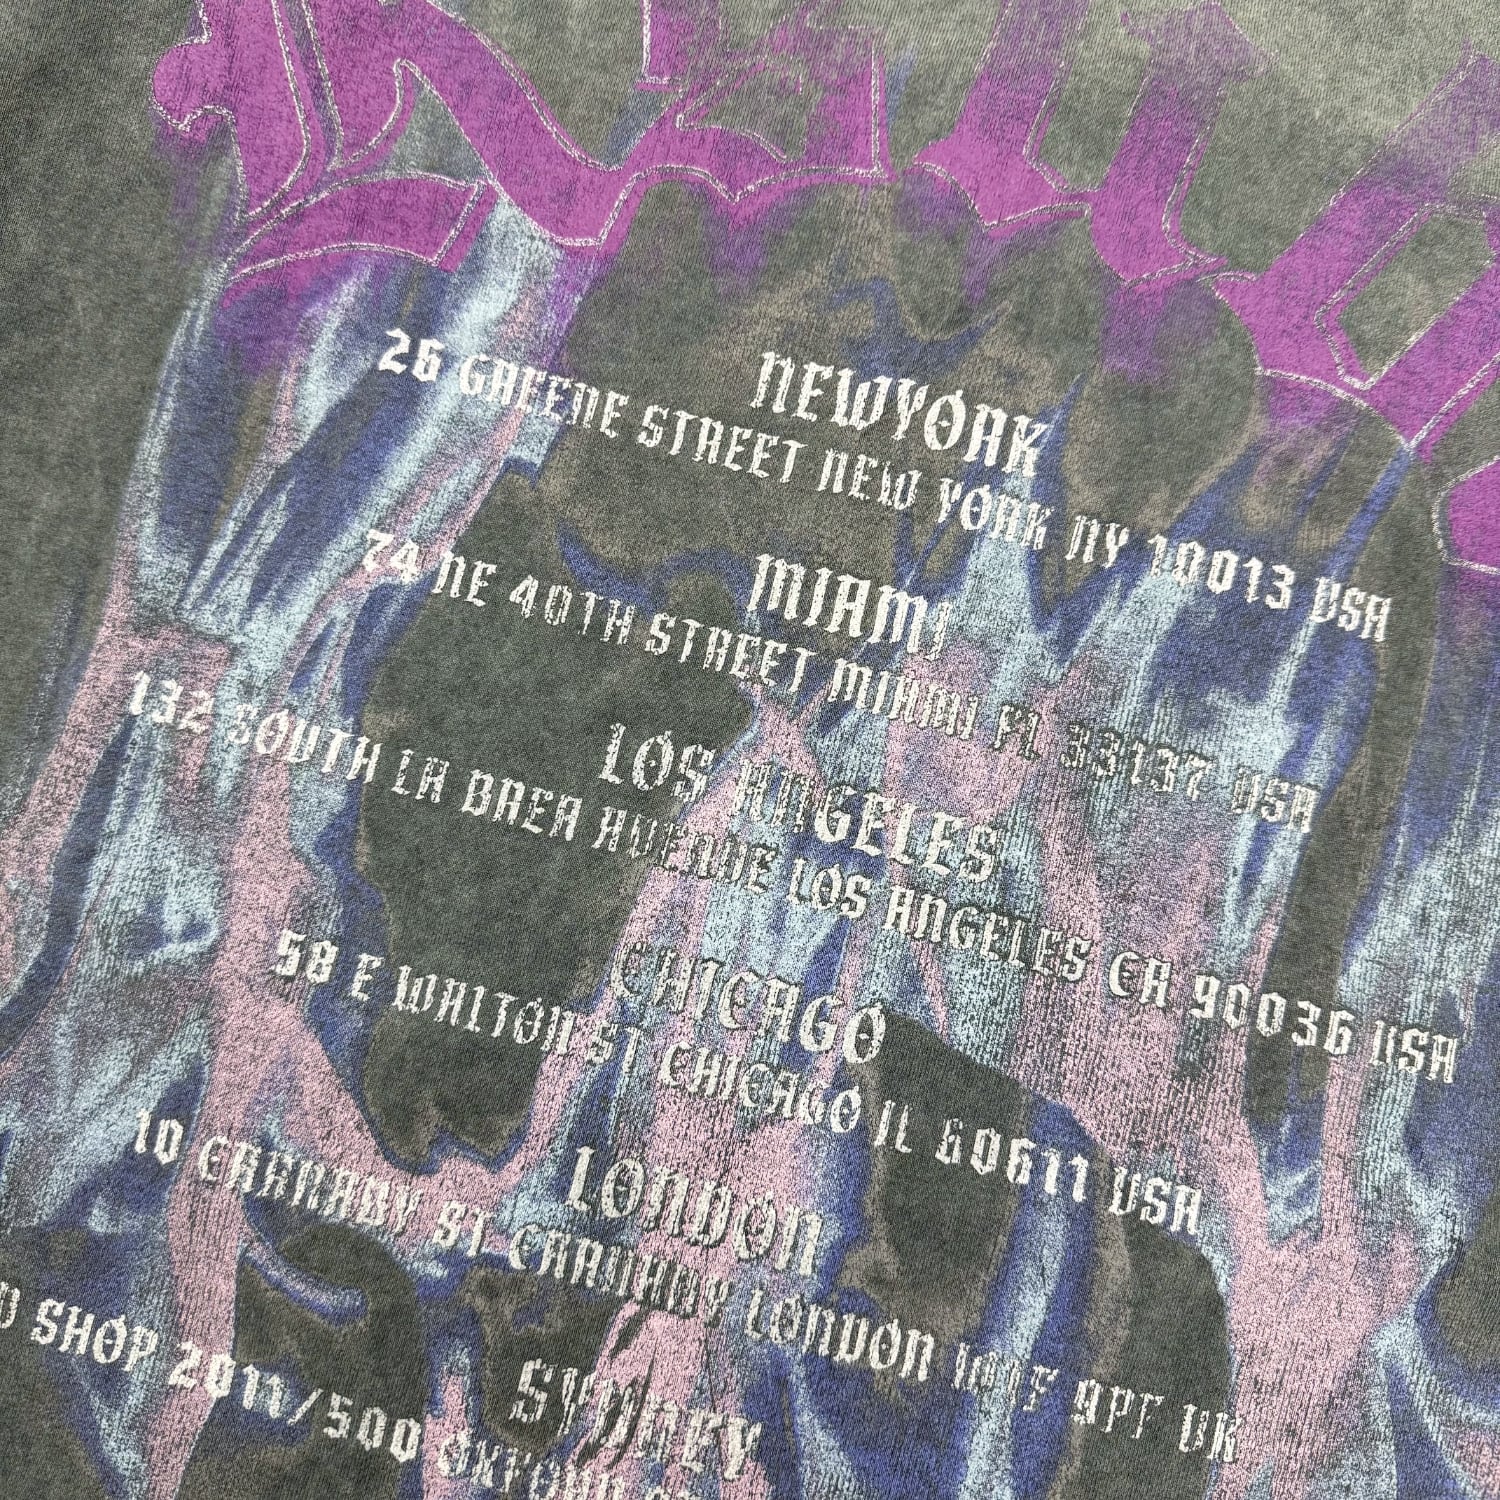 NEWYORK
26 GREENE STREET NEW YORK NY 10013 USA
MIAMI
74 NE 40TH STREET MIAMI FL 33137 USA
LOS ANGELES
132 SOUTH LA BREA AVENUE LOS ANGELES CA 90036 USA
CHICAGO
58 E WALTON ST CHICAGO IL 60611 USA
LONDON
10 CARNABY ST CARNABY LONDON W1F 9PF UK
SYDNEY
SHOP 2011/500 OXFORD